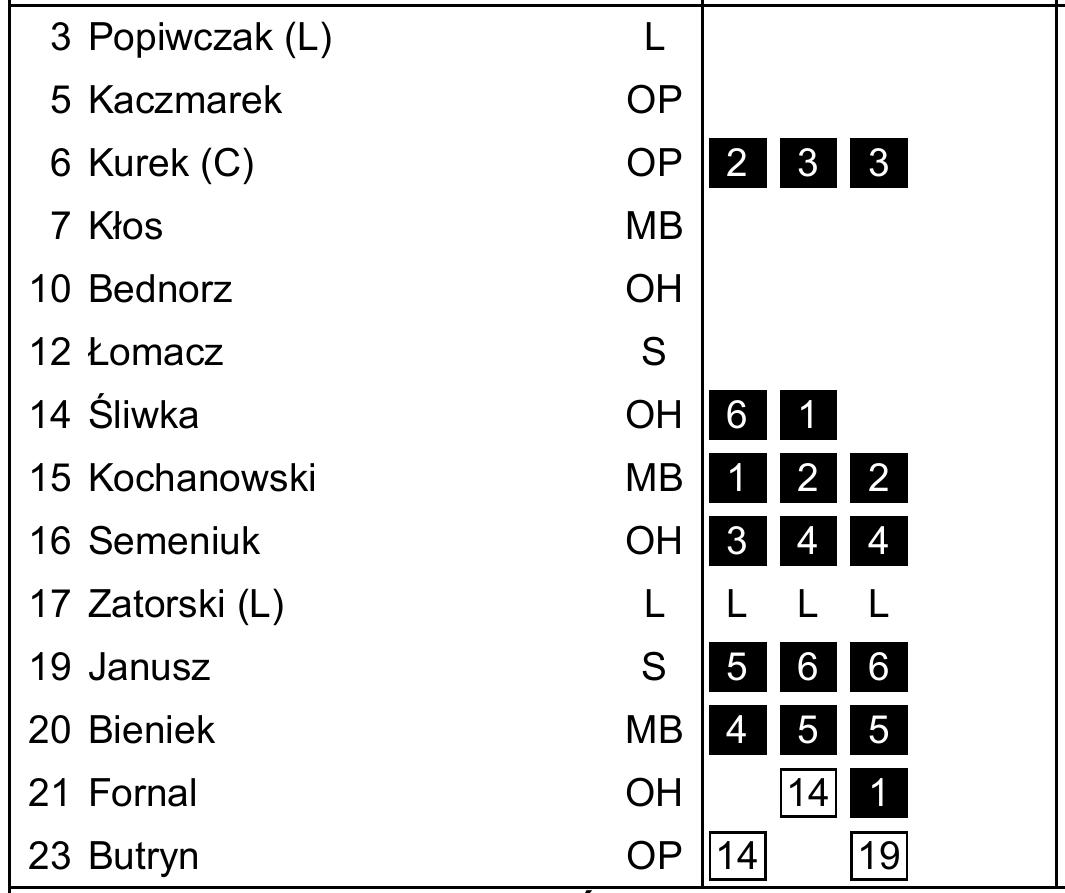 3 Popiwczak (L) L
5 Kaczmarek OP
6 Kurek (C) OP 2 3 3
7 Kłos MB
10 Bednorz OH
12 Łomacz S
14 Śliwka OH 6 1
15 Kochanowski MB 1 2 2
16 Semeniuk OH 3 4 4
17 Zatorski (L) L L L L
19 Janusz S 5 6 6
20 Bieniek MB 4 5 5
21 Fornal OH 14 1
23 Butryn OP 14 19